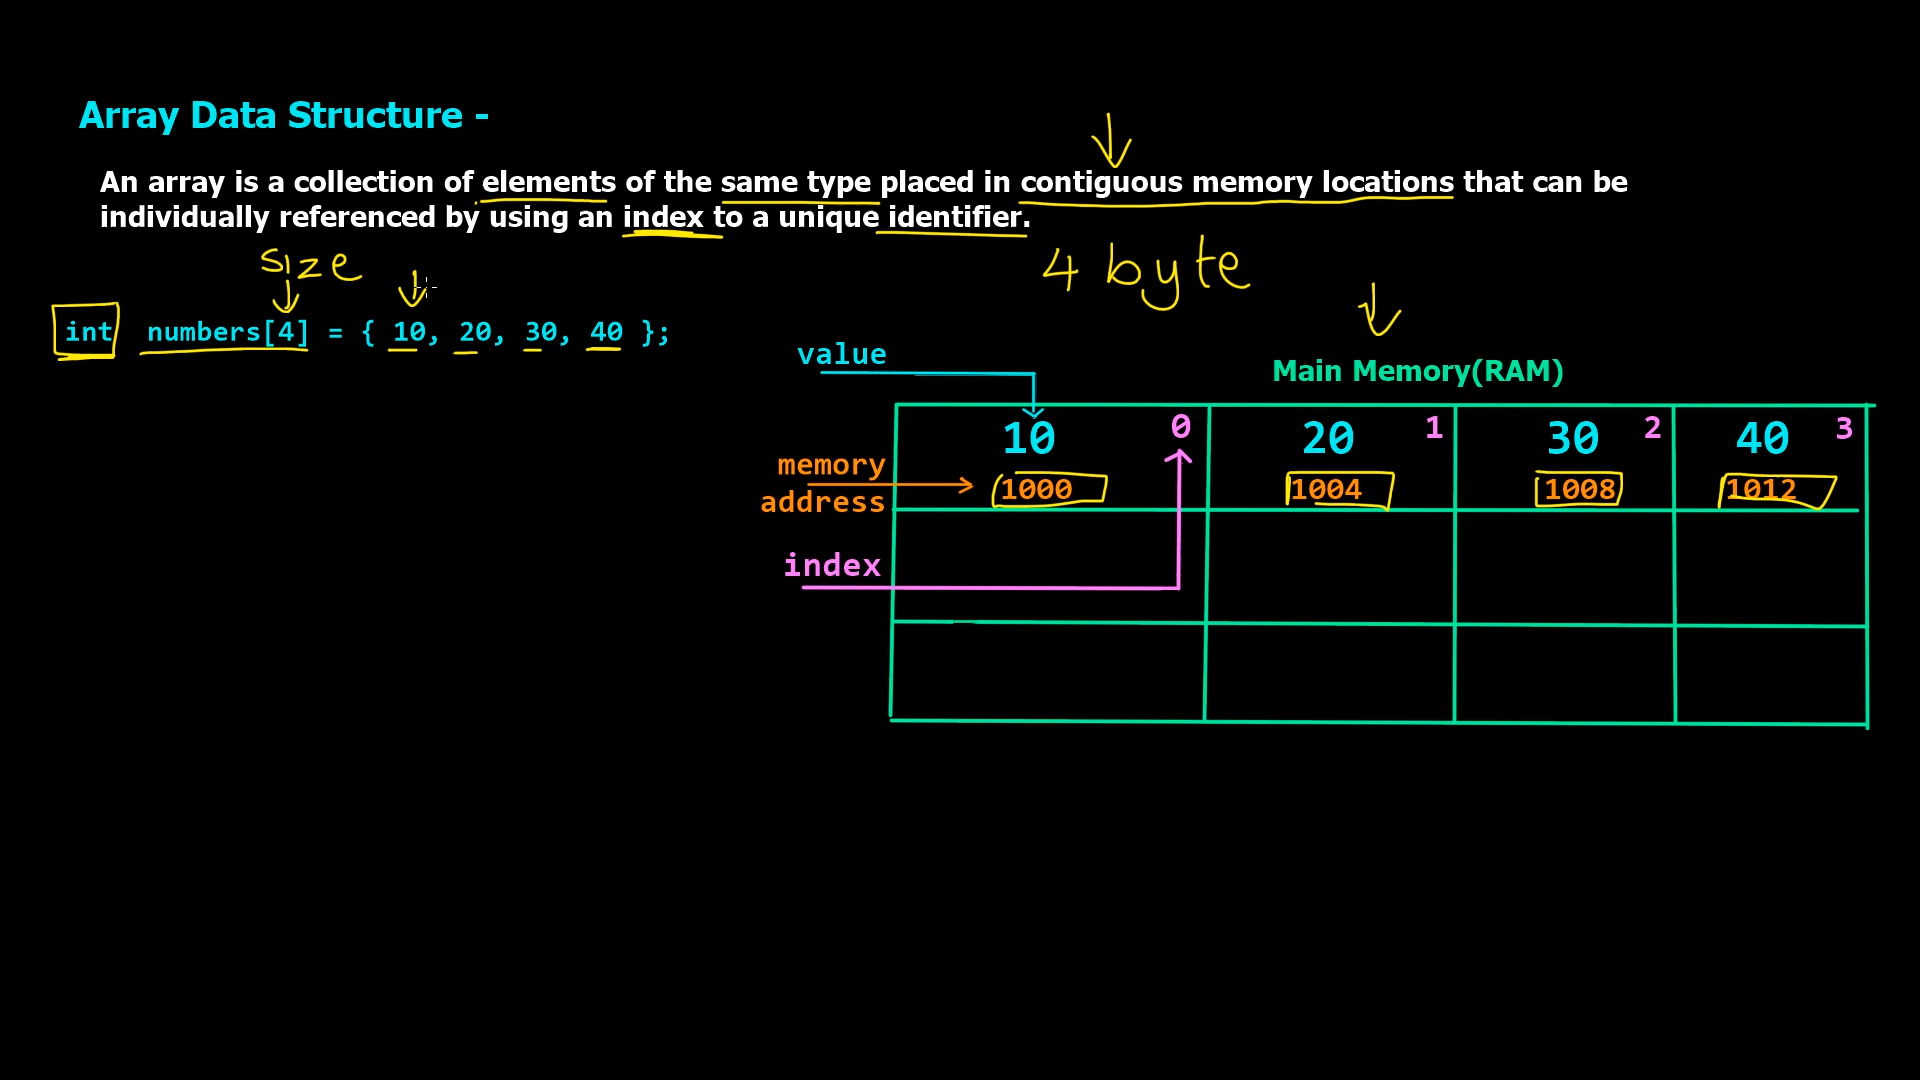 Array Data Structure -
An array is a collection of elements of the same type placed in contiguous memory locations that can be
individually referenced by using an index to a unique identifier.
size
4 byte
int numbers[4] = { 10, 20, 30, 40 };
value
Main Memory(RAM)
10 0 20 1 30 2 40 3
memory
address
1000 1004 1008 1012
index